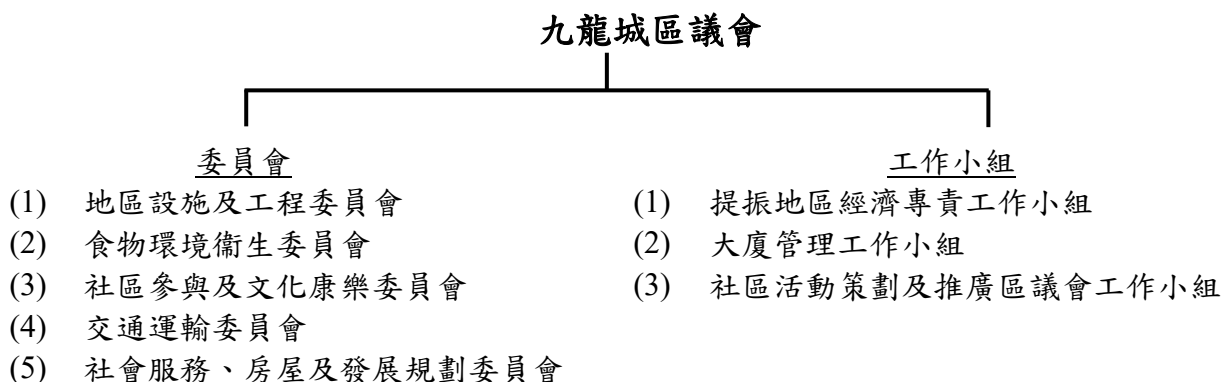 九龍城區議會
委員會
(1) 地區設施及工程委員會
(2) 食物環境衞生委員會
(3) 社區參與及文化康樂委員會
(4) 交通運輸委員會
(5) 社會服務、房屋及發展規劃委員會
工作小組
(1) 提振地區經濟專責工作小組
(2) 大廈管理工作小組
(3) 社區活動策劃及推廣區議會工作小組